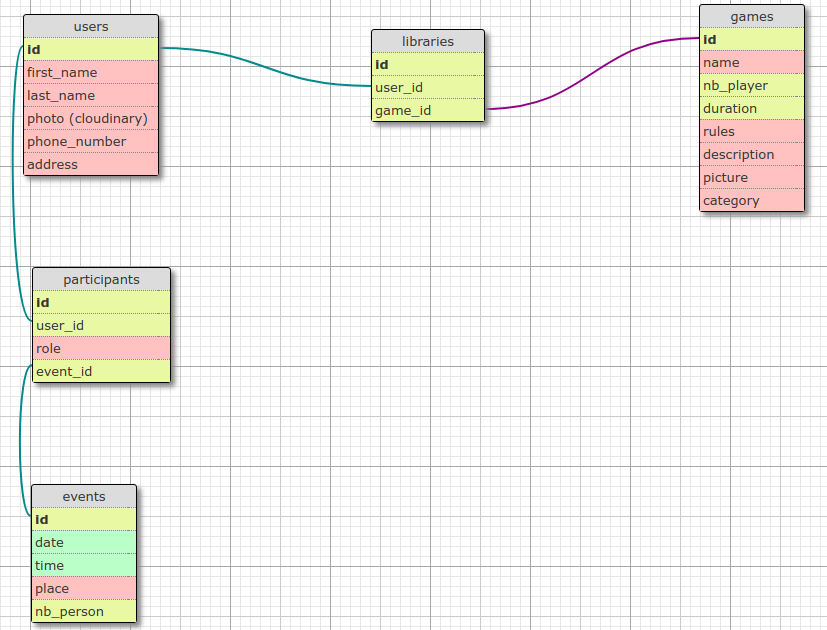 users
id
first_name
last_name
photo (cloudinary)
phone_number
address
libraries
id
user_id
game_id
games
id
name
nb_player
duration
rules
description
picture
category
participants
id
user_id
role
event_id
events
id
date
time
place
nb_person